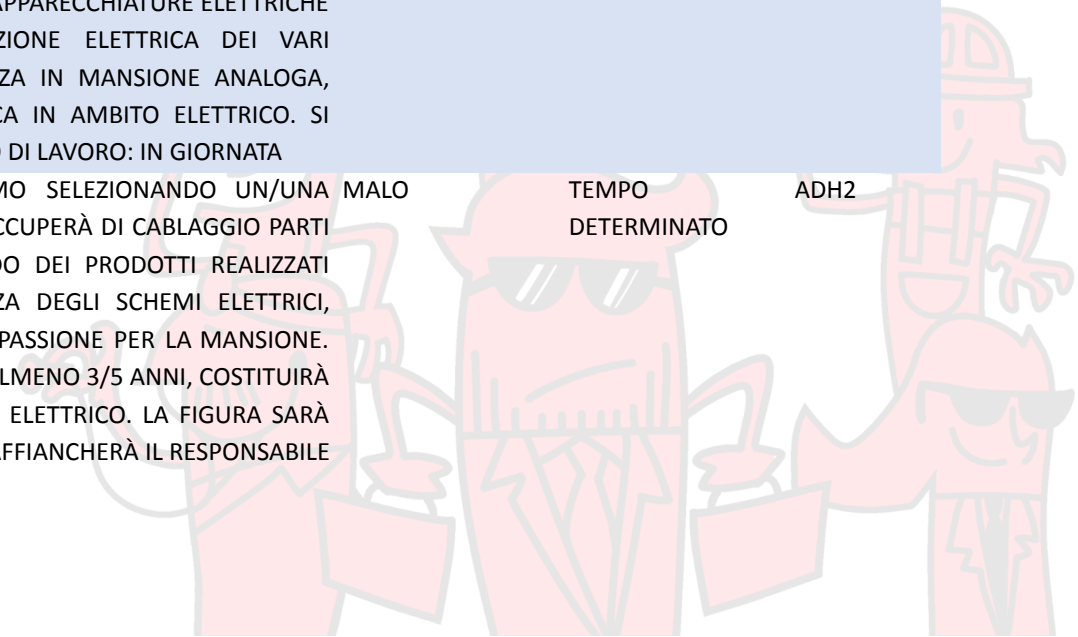 APPARECCHIATURE ELETTRICHE
ZIONE ELETTRICA DEI VARI
ZA IN MANSIONE ANALOGA,
CA IN AMBITO ELETTRICO. SI
DI LAVORO: IN GIORNATA
MO SELEZIONANDO UN/UNA MALO TEMPO ADH2
CCUPERÀ DI CABLAGGIO PARTI DETERMINATO
DO DEI PRODOTTI REALIZZATI
ZA DEGLI SCHEMI ELETTRICI,
PASSIONE PER LA MANSIONE.
LMENO 3/5 ANNI, COSTITUIRÀ
ELETTRICO. LA FIGURA SARÀ
AFFIANCHERÀ IL RESPONSABILE